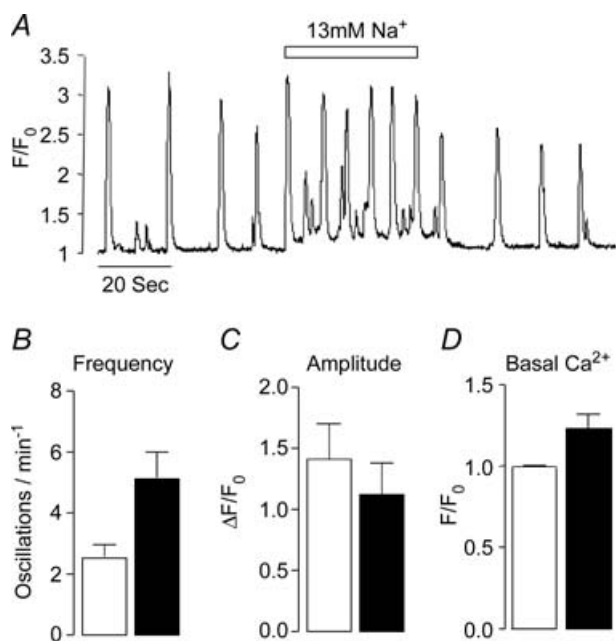 A
13mM Na⁺
3.5
3
2.5
2
1.5
1
F/F₀
20 Sec
B
Frequency
8
6
4
2
0
Oscillations / min⁻¹
C
Amplitude
2.0
1.5
1.0
0.5
0.0
ΔF/F₀
D
Basal Ca²⁺
1.5
1.0
0.5
0.0
F/F₀